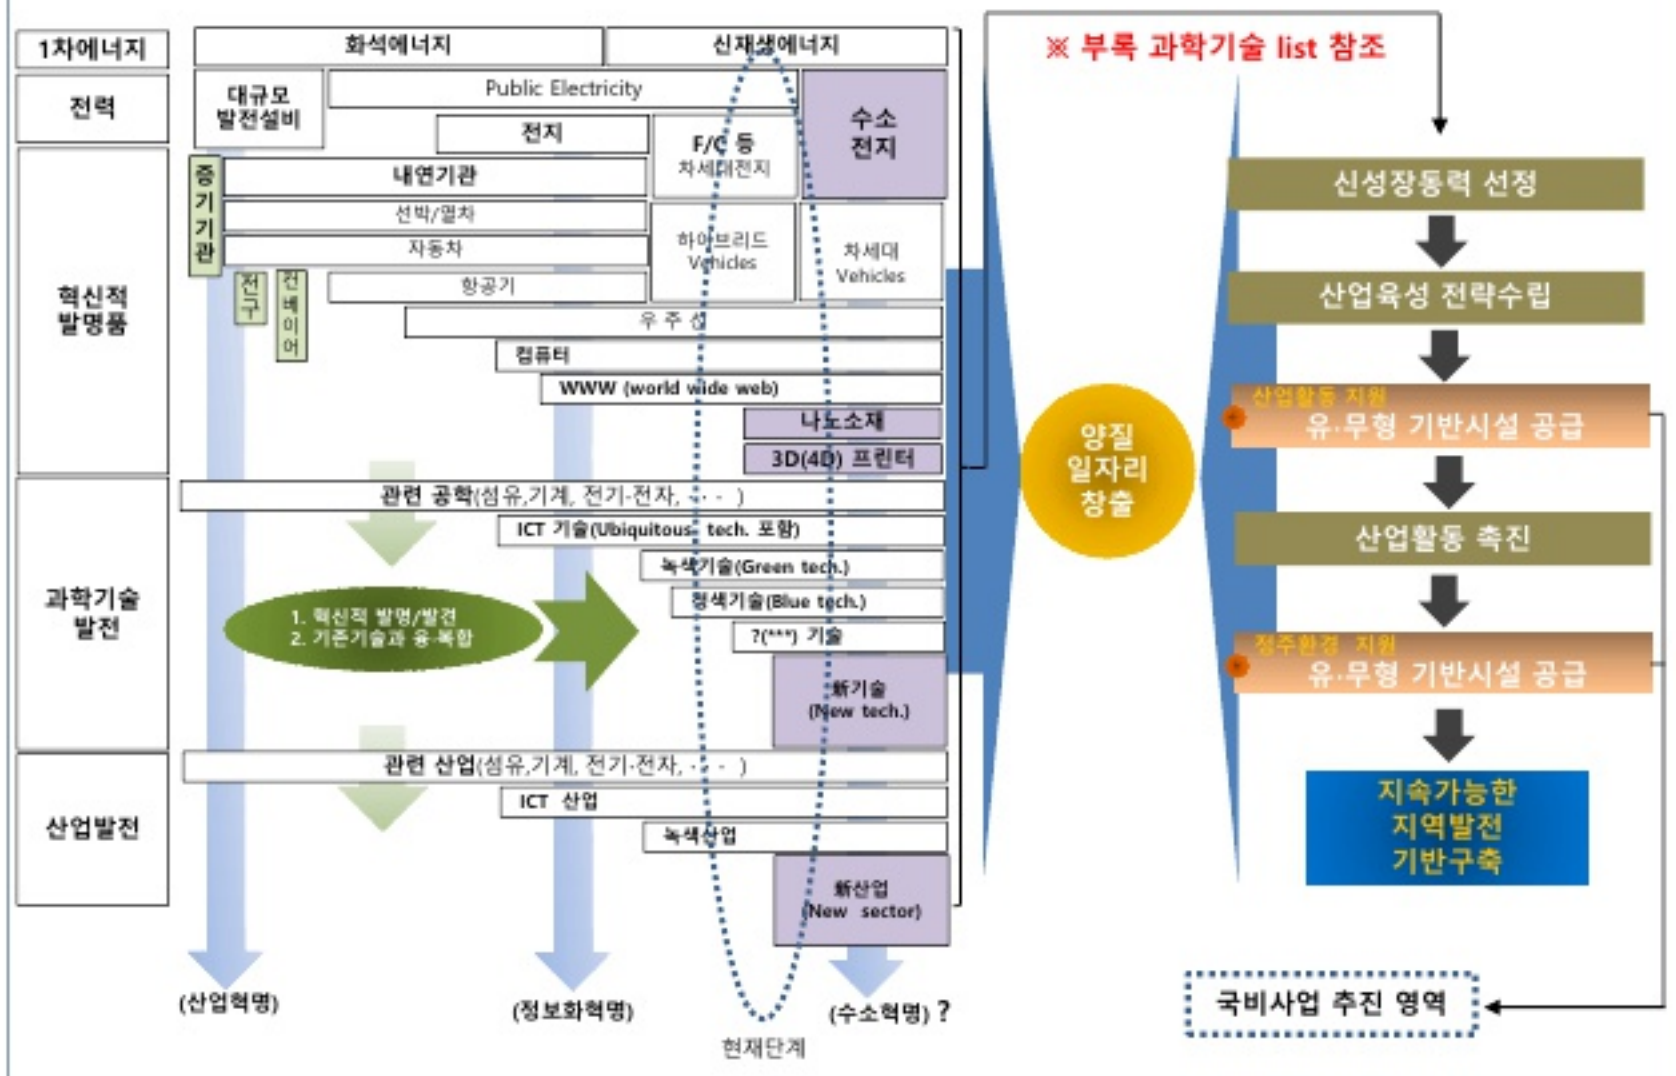 1차에너지
화석에너지
신재생에너지
※ 부록 과학기술 list 참조
전력
대규모
발전설비
Public Electricity
수소
전지
전지
F/C 등
차세대전지
혁신적
발명품
증기기관
내연기관
선박/열차
자동차
하이브리드
Vehicles
차세대
Vehicles
전구
컨베이어
항공기
우 주 선
컴퓨터
WWW (world wide web)
나노소재
3D(4D) 프린터
과학기술
발전
관련 공학(섬유,기계, 전기·전자, · · · )
ICT 기술(Ubiquitous tech. 포함)
녹색기술(Green tech.)
청색기술(Blue tech.)
?(***) 기술
1. 혁신적 발명/발견
2. 기존기술과 융·복합
新기술
(New tech.)
산업발전
관련 산업(섬유,기계, 전기·전자, · · · )
ICT 산업
녹색산업
新산업
(New sector)
(산업혁명)
(정보화혁명)
(수소혁명) ?
현재단계
양질
일자리
창출
신성장동력 선정
산업육성 전략수립
산업활동 지원
유·무형 기반시설 공급
산업활동 촉진
정주환경 지원
유·무형 기반시설 공급
지속가능한
지역발전
기반구축
국비사업 추진 영역